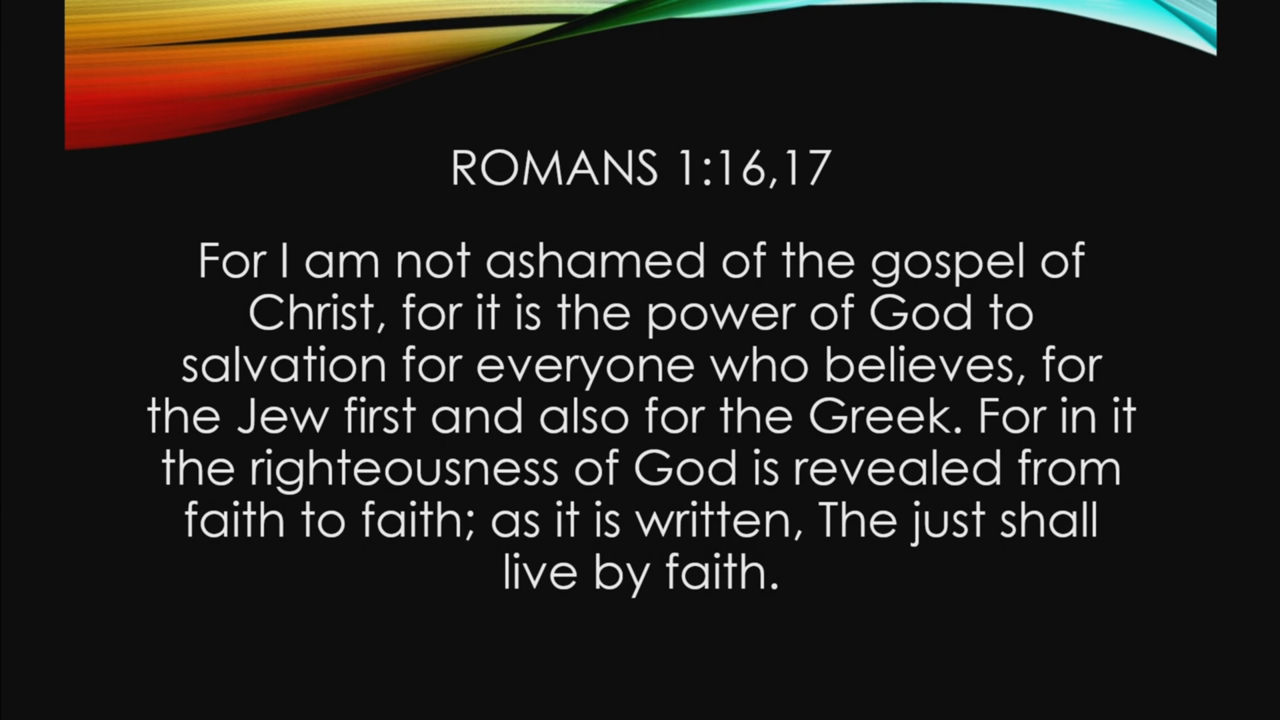 ROMANS 1:16,17
For I am not ashamed of the gospel of
Christ, for it is the power of God to
salvation for everyone who believes, for
the Jew first and also for the Greek. For in it
the righteousness of God is revealed from
faith to faith; as it is written, The just shall
live by faith.